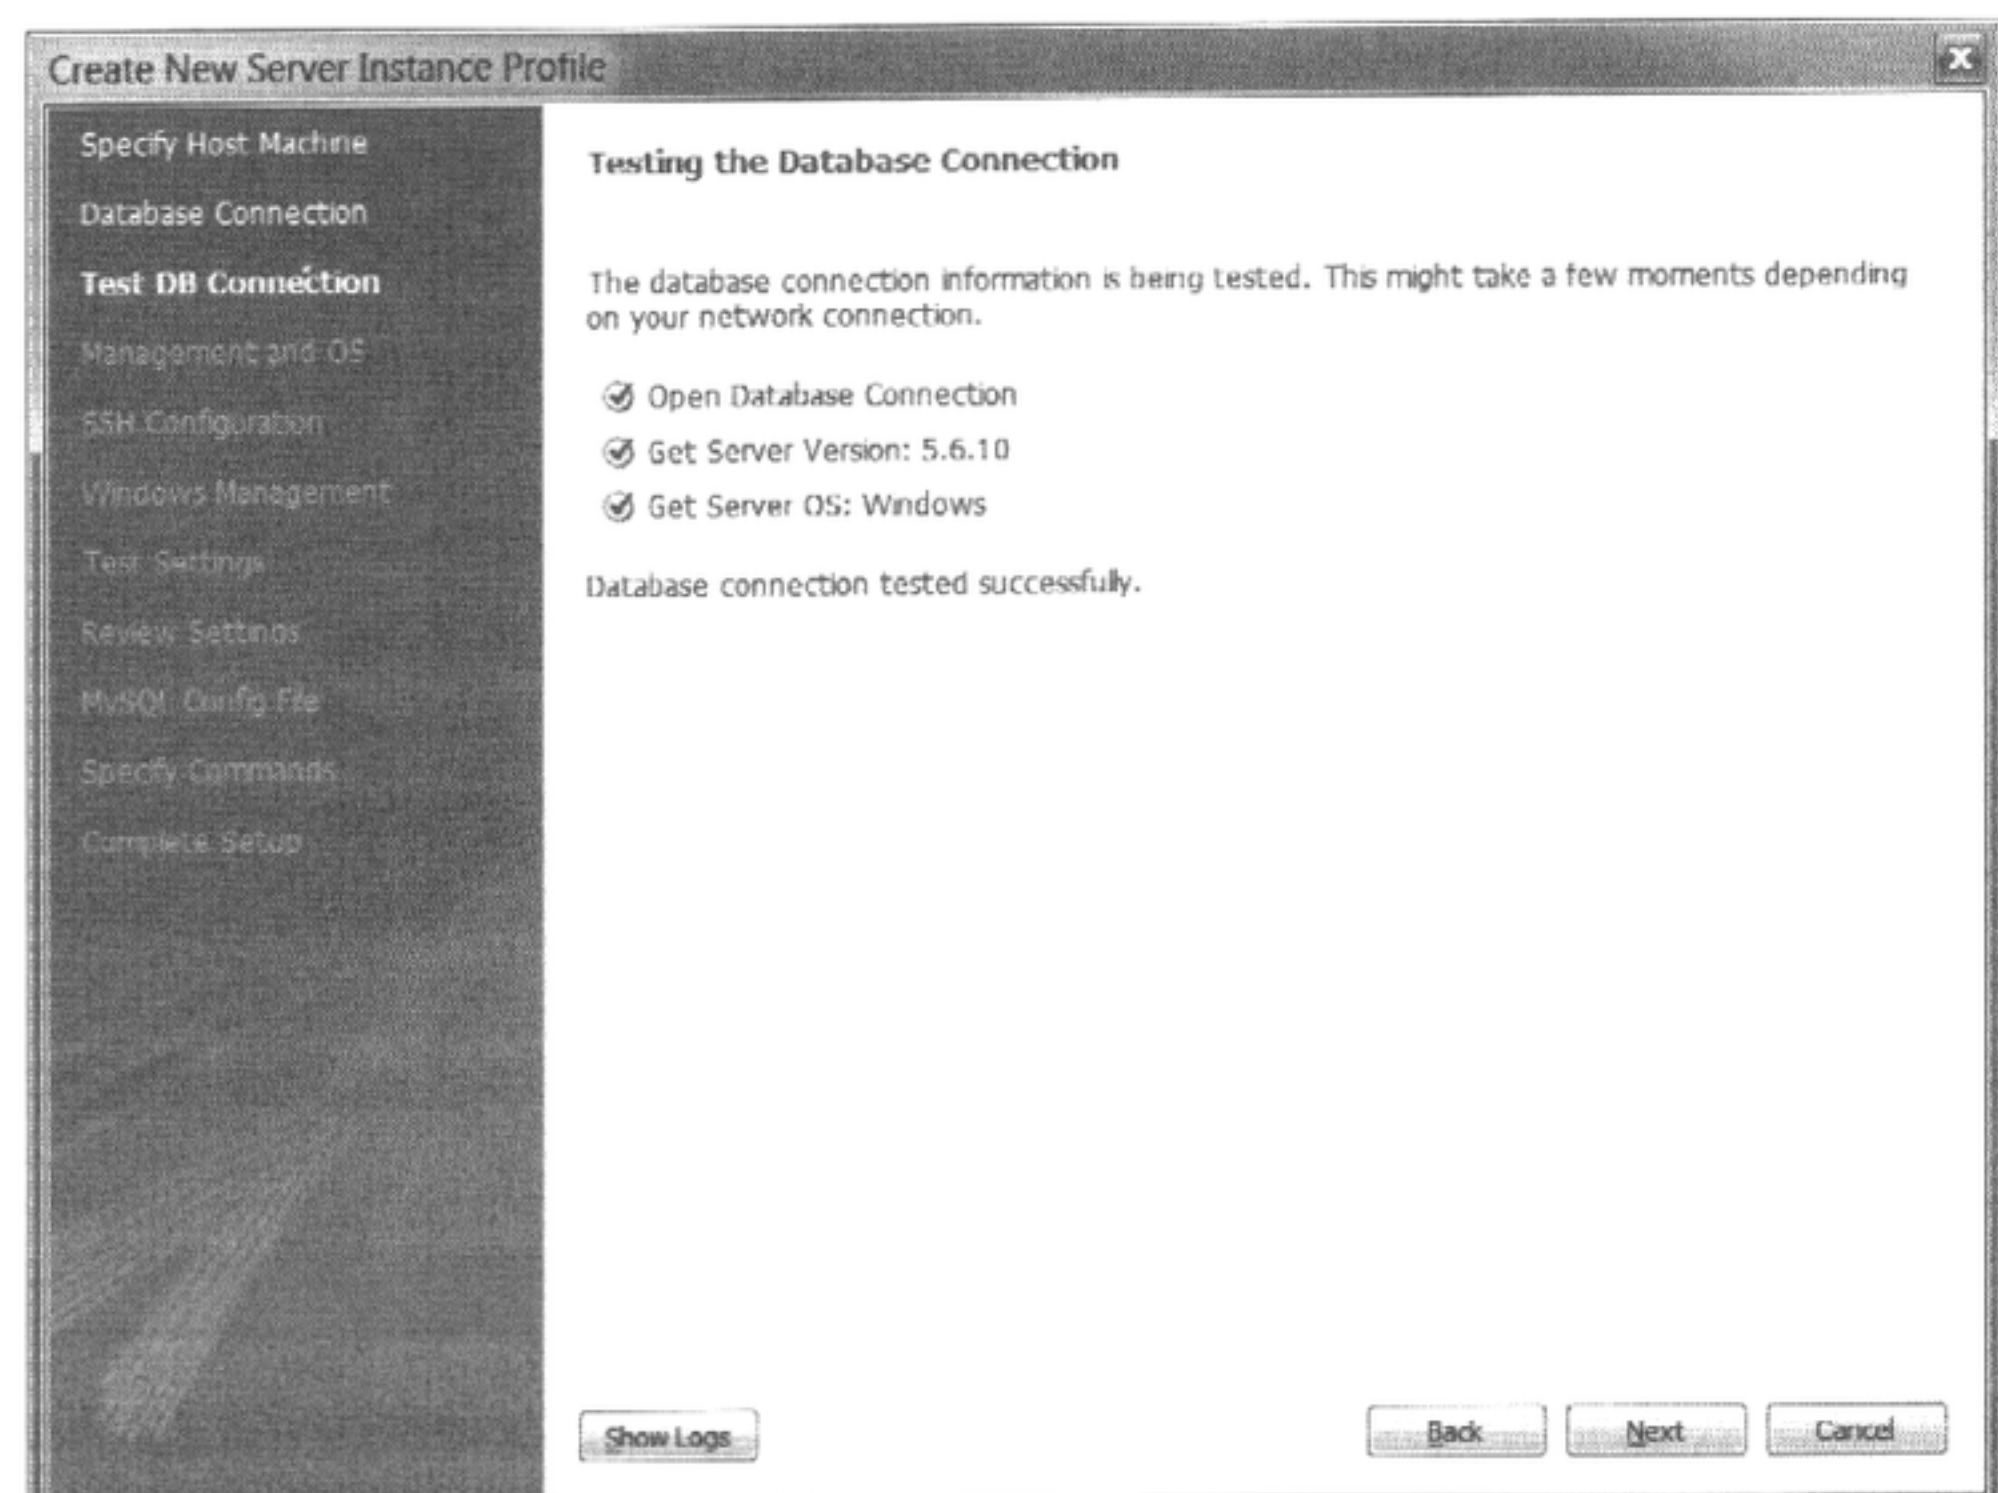 Create New Server Instance Profile
Specify Host Machine
Database Connection
Test DB Connection
Management and OS
SSH Configuration
Windows Management
Test Settings
Review Settings
MySQL Config File
Specify Commands
Complete Setup
Testing the Database Connection
The database connection information is being tested. This might take a few moments depending
on your network connection.
Open Database Connection
Get Server Version: 5.6.10
Get Server OS: Windows
Database connection tested successfully.
Show Logs
Back
Next
Cancel